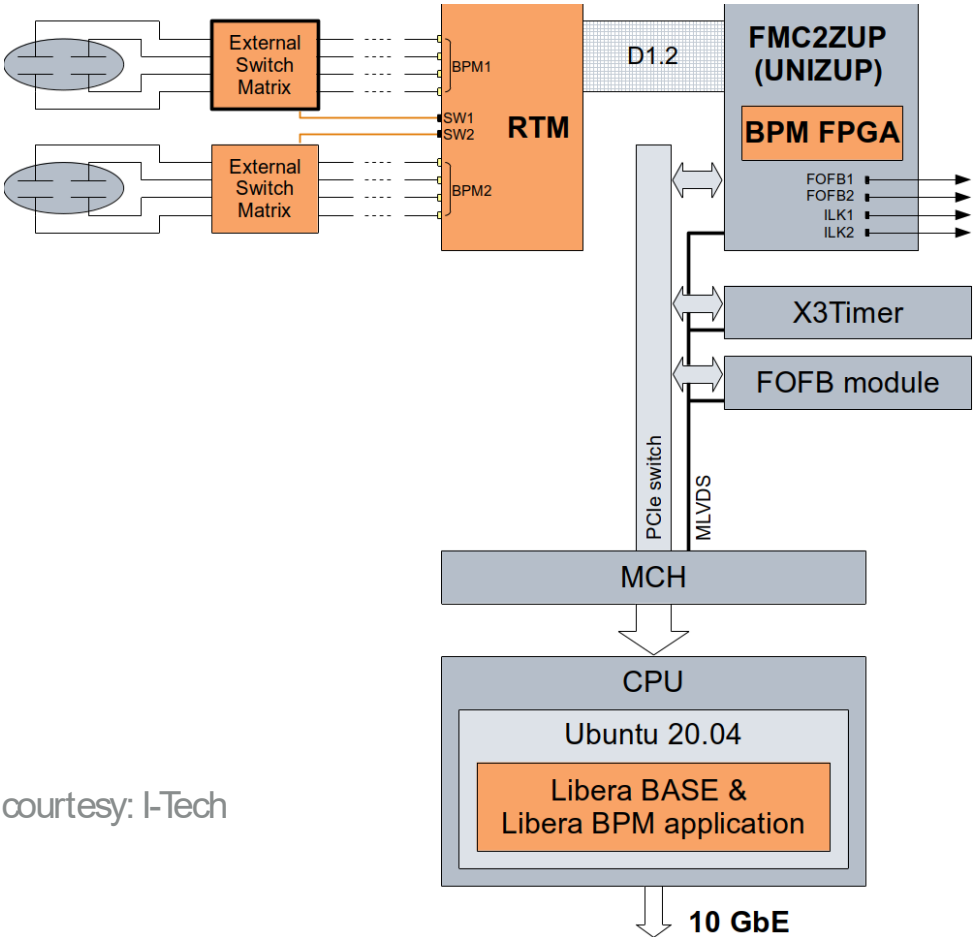 External
Switch
Matrix
BPM1
SW1
SW2
RTM
D1.2
FMC2ZUP
(UNIZUP)
BPM FPGA
FOFB1
FOFB2
ILK1
ILK2
External
Switch
Matrix
BPM2
X3Timer
FOFB module
PCIe switch
MLVDS
MCH
CPU
Ubuntu 20.04
Libera BASE &
Libera BPM application
courtesy: I-Tech
10 GbE